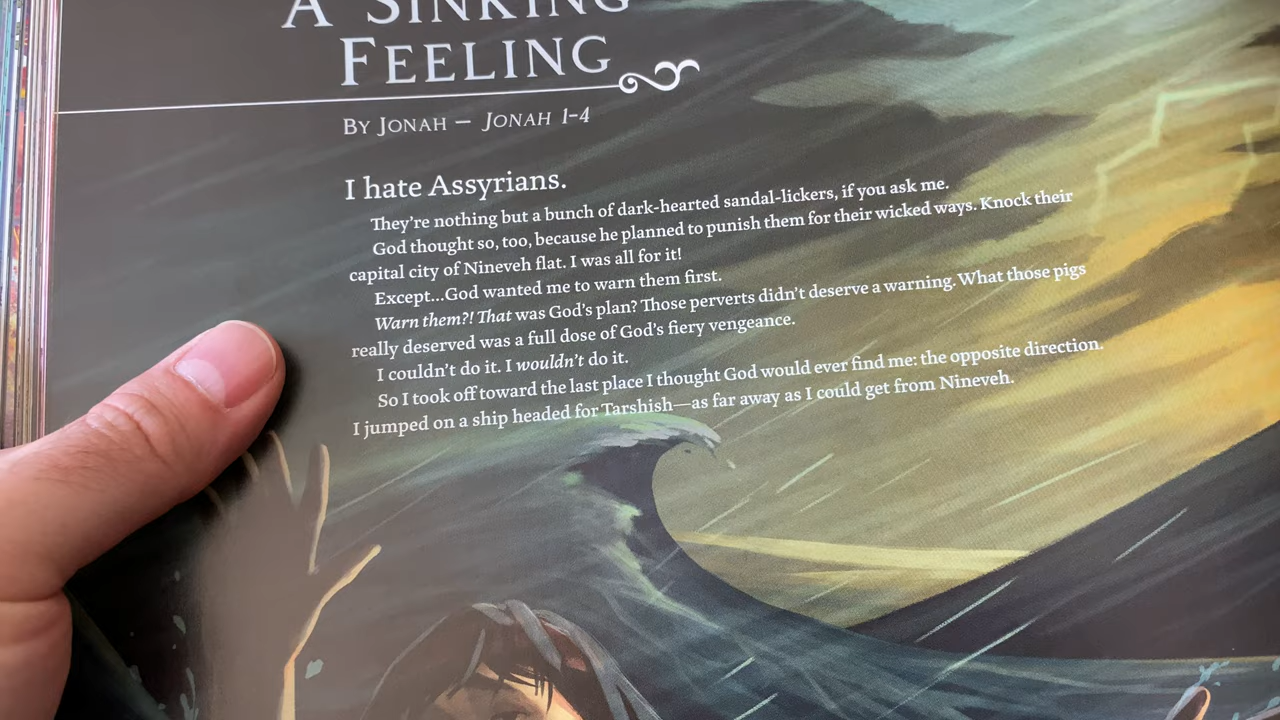 A SINKING
FEELING
BY JONAH — JONAH 1–4
I hate Assyrians.
They're nothing but a bunch of dark-hearted sandal-lickers, if you ask me.
God thought so, too, because he planned to punish them for their wicked ways. Knock their
capital city of Nineveh flat. I was all for it!
Except...God wanted me to warn them first.
Warn them?! That was God's plan? Those perverts didn't deserve a warning. What those pigs
really deserved was a full dose of God's fiery vengeance.
I couldn't do it. I wouldn't do it.
So I took off toward the last place I thought God would ever find me: the opposite direction.
I jumped on a ship headed for Tarshish—as far away as I could get from Nineveh.